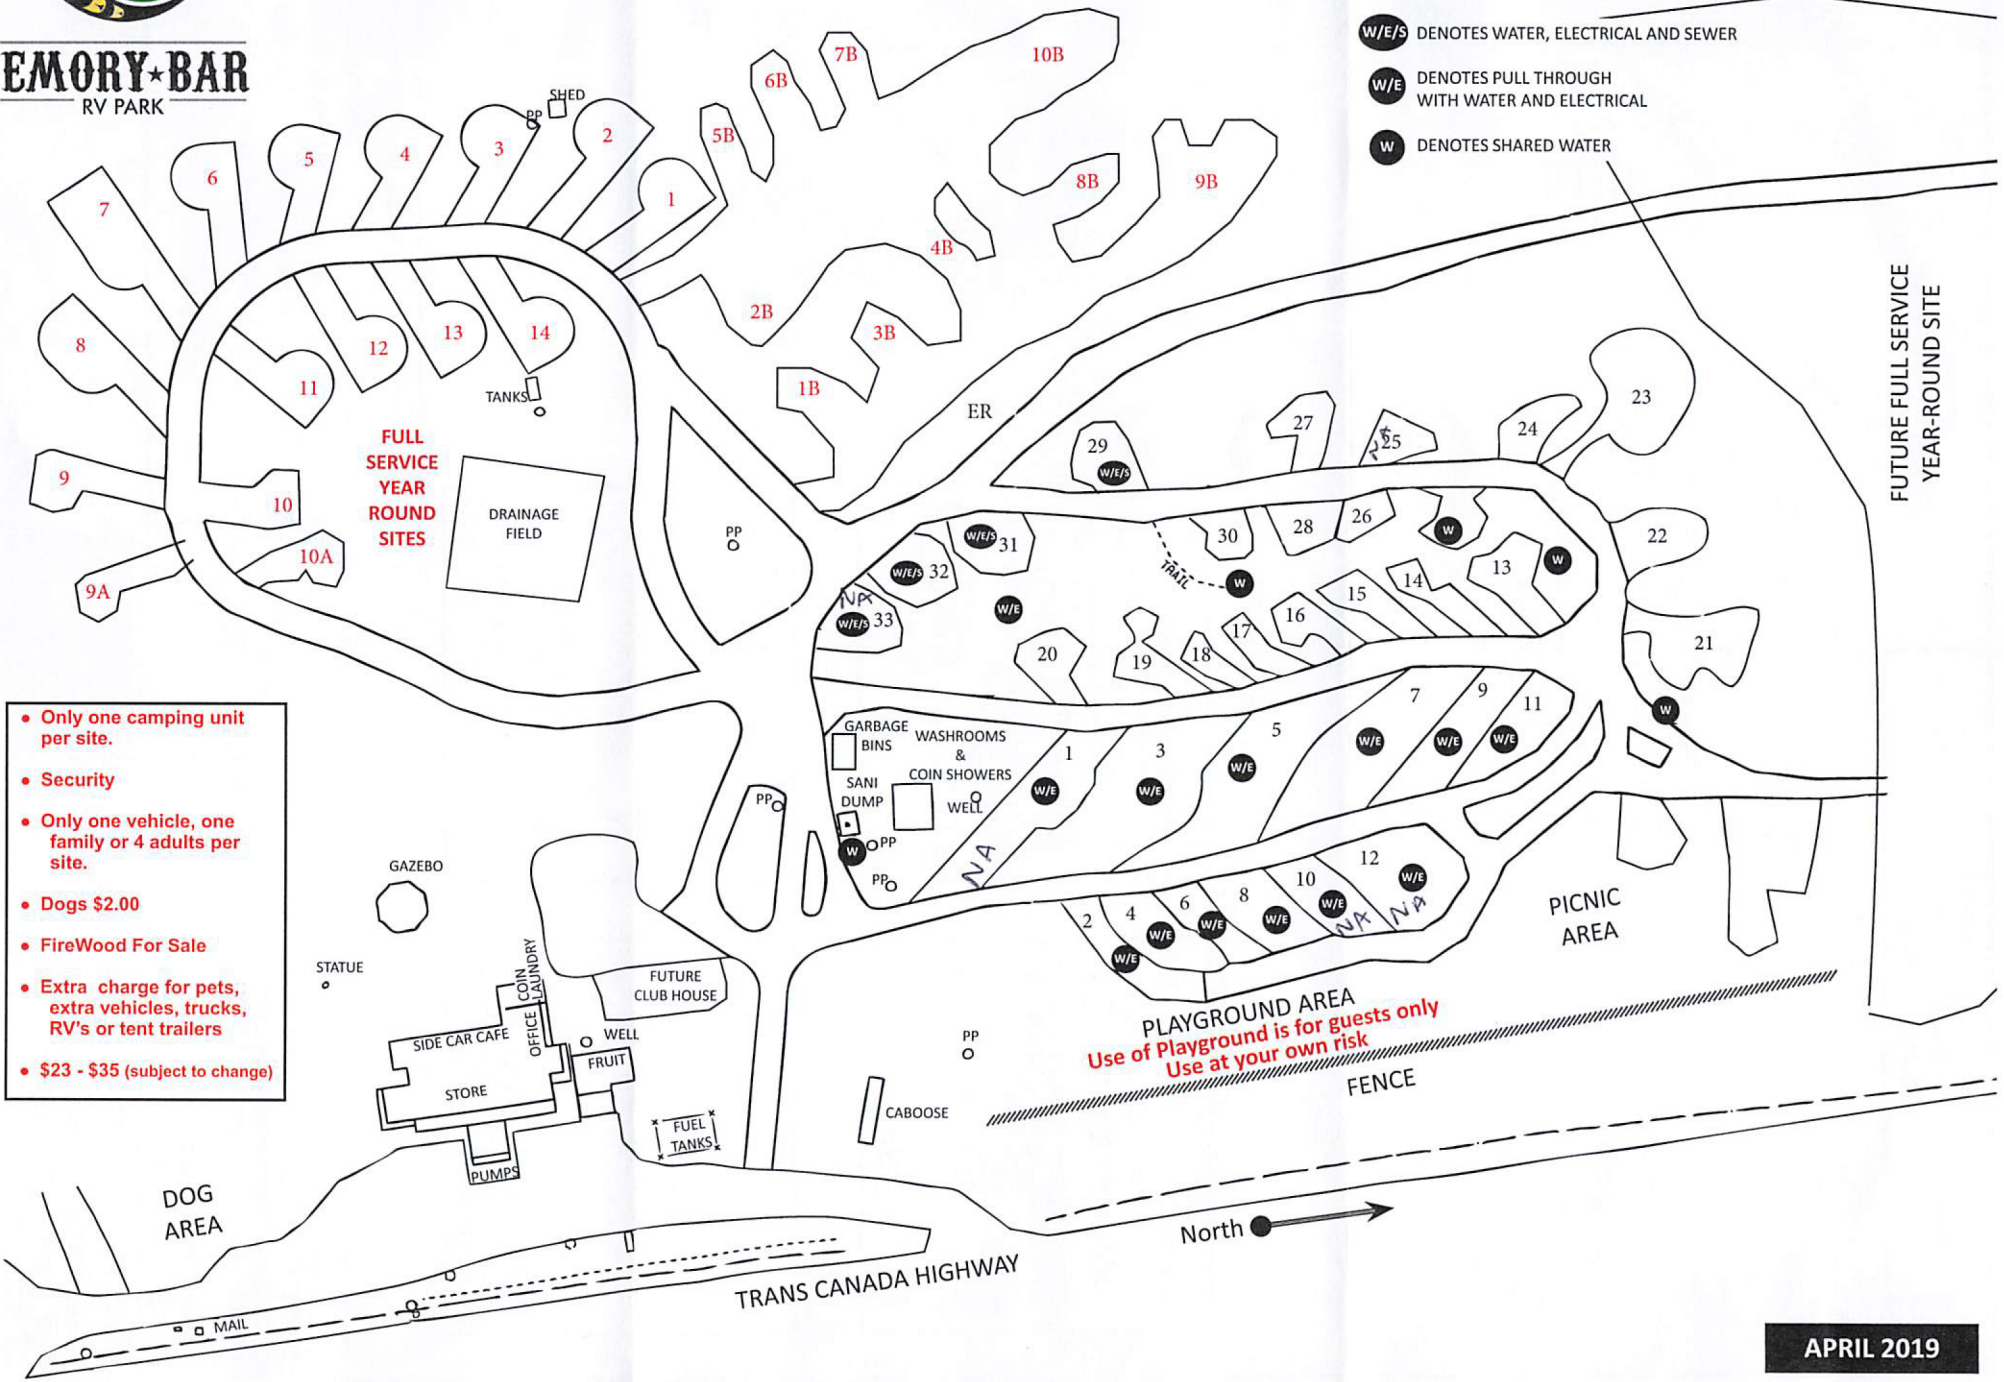 EMORY★BAR
RV PARK
W/E/S DENOTES WATER, ELECTRICAL AND SEWER
W/E DENOTES PULL THROUGH
WITH WATER AND ELECTRICAL
W DENOTES SHARED WATER
FUTURE FULL SERVICE
YEAR-ROUND SITE
SHED
PP
7
6
5
4
3
2
1
5B
6B
7B
10B
8B
9B
4B
2B
3B
1B
8
9
9A
10
10A
11
12
13
14
TANKS
FULL
SERVICE
YEAR
ROUND
SITES
DRAINAGE
FIELD
PP
ER
29
W/E/S
27
NA
25
24
23
22
21
W
W/E/S 31
W/E/S 32
NA
W/E/S 33
W/E
TRAIL
W
30
28
26
W
W
13
14
15
16
17
18
19
20
GARBAGE
BINS
WASHROOMS
&
COIN SHOWERS
WELL
SANI
DUMP
W
PP
PP
PP
1
W/E
NA
3
W/E
5
W/E
7
W/E
9
W/E
11
W/E
2
W/E
4
W/E
6
W/E
8
W/E
10
W/E
NA
12
W/E
NA
PICNIC
AREA
PLAYGROUND AREA
Use of Playground is for guests only
Use at your own risk
FENCE
• Only one camping unit
per site.
• Security
• Only one vehicle, one
family or 4 adults per
site.
• Dogs $2.00
• FireWood For Sale
• Extra charge for pets,
extra vehicles, trucks,
RV's or tent trailers
• $23 - $35 (subject to change)
GAZEBO
STATUE
COIN
LAUNDRY
OFFICE
FUTURE
CLUB HOUSE
SIDE CAR CAFE
WELL
FRUIT
STORE
FUEL
TANKS
PUMPS
PP
CABOOSE
DOG
AREA
North
TRANS CANADA HIGHWAY
MAIL
APRIL 2019